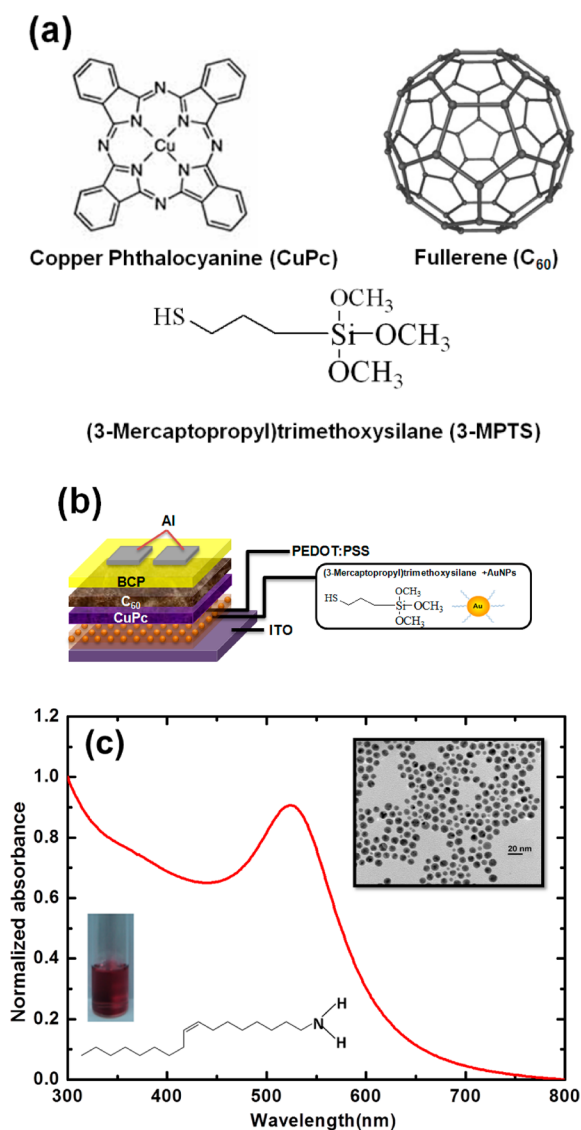 (a)
N
N N
N Cu N
N N
N
Copper Phthalocyanine (CuPc)
Fullerene (C₆₀)
OCH₃
HS
Si—OCH₃
OCH₃
(3-Mercaptopropyl)trimethoxysilane (3-MPTS)
(b)
Al
PEDOT:PSS
BCP
C₆₀
CuPc
ITO
(3-Mercaptopropyl)trimethoxysilane +AuNPs
OCH₃
HS
Si—OCH₃
OCH₃
Au
(c)
Normalized absorbance
1.2
1.0
0.8
0.6
0.4
0.2
0.0
20 nm
H
N
H
300 400 500 600 700 800
Wavelength(nm)